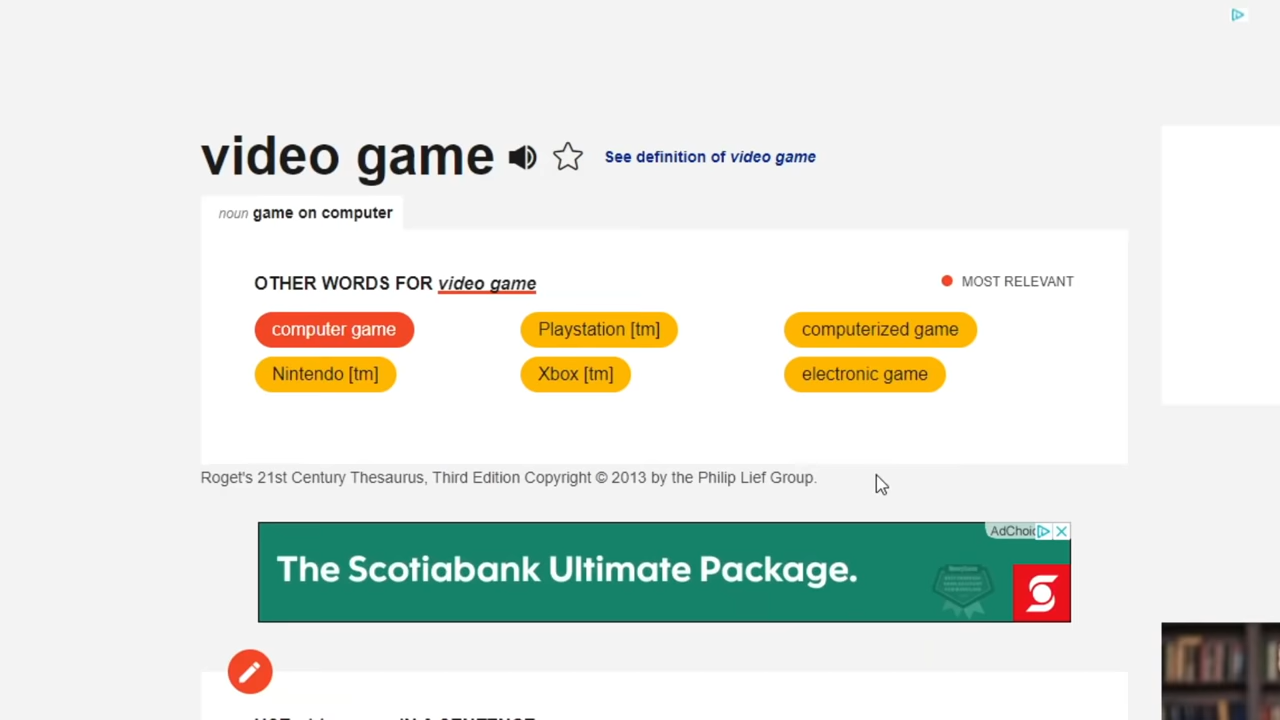 video game
See definition of video game
noun game on computer
OTHER WORDS FOR video game
MOST RELEVANT
computer game
Playstation [tm]
computerized game
Nintendo [tm]
Xbox [tm]
electronic game
Roget's 21st Century Thesaurus, Third Edition Copyright © 2013 by the Philip Lief Group.
The Scotiabank Ultimate Package.